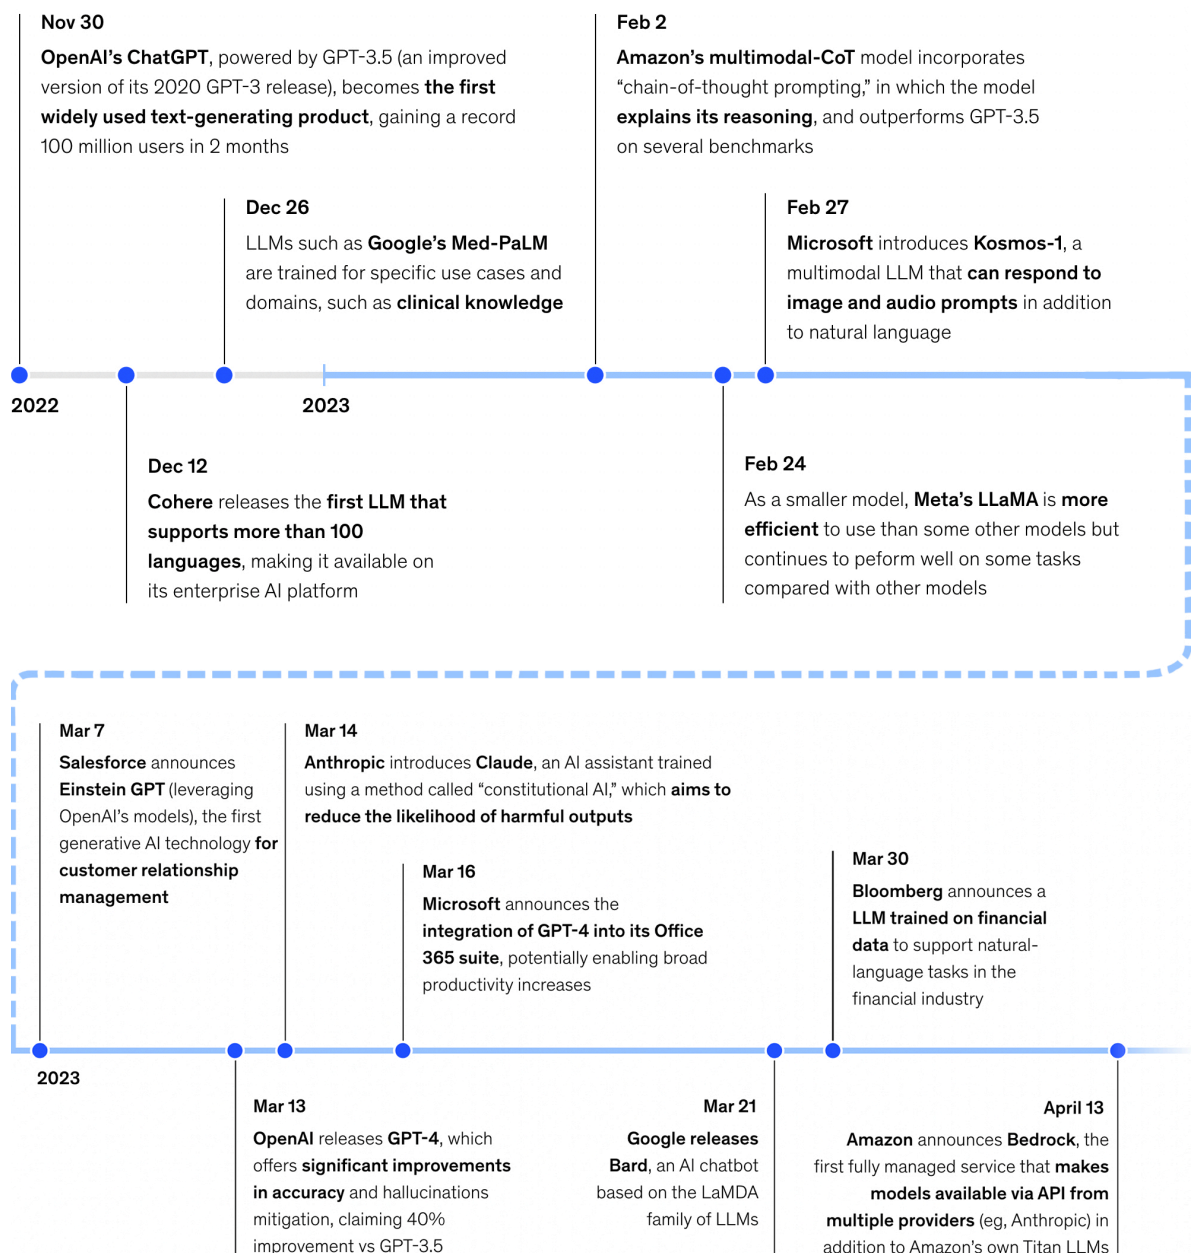 Nov 30
OpenAI's ChatGPT, powered by GPT-3.5 (an improved
version of its 2020 GPT-3 release), becomes the first
widely used text-generating product, gaining a record
100 million users in 2 months
Feb 2
Amazon's multimodal-CoT model incorporates
“chain-of-thought prompting,” in which the model
explains its reasoning, and outperforms GPT-3.5
on several benchmarks
Dec 26
LLMs such as Google's Med-PaLM
are trained for specific use cases and
domains, such as clinical knowledge
Feb 27
Microsoft introduces Kosmos-1, a
multimodal LLM that can respond to
image and audio prompts in addition
to natural language
2022
2023
Dec 12
Cohere releases the first LLM that
supports more than 100
languages, making it available on
its enterprise AI platform
Feb 24
As a smaller model, Meta's LLaMA is more
efficient to use than some other models but
continues to peform well on some tasks
compared with other models
Mar 7
Salesforce announces
Einstein GPT (leveraging
OpenAI's models), the first
generative AI technology for
customer relationship
management
Mar 14
Anthropic introduces Claude, an AI assistant trained
using a method called “constitutional AI,” which aims to
reduce the likelihood of harmful outputs
Mar 16
Microsoft announces the
integration of GPT-4 into its Office
365 suite, potentially enabling broad
productivity increases
Mar 30
Bloomberg announces a
LLM trained on financial
data to support natural-
language tasks in the
financial industry
2023
Mar 13
OpenAI releases GPT-4, which
offers significant improvements
in accuracy and hallucinations
mitigation, claiming 40%
improvement vs GPT-3.5
Mar 21
Google releases
Bard, an AI chatbot
based on the LaMDA
family of LLMs
April 13
Amazon announces Bedrock, the
first fully managed service that makes
models available via API from
multiple providers (eg, Anthropic) in
addition to Amazon's own Titan LLMs